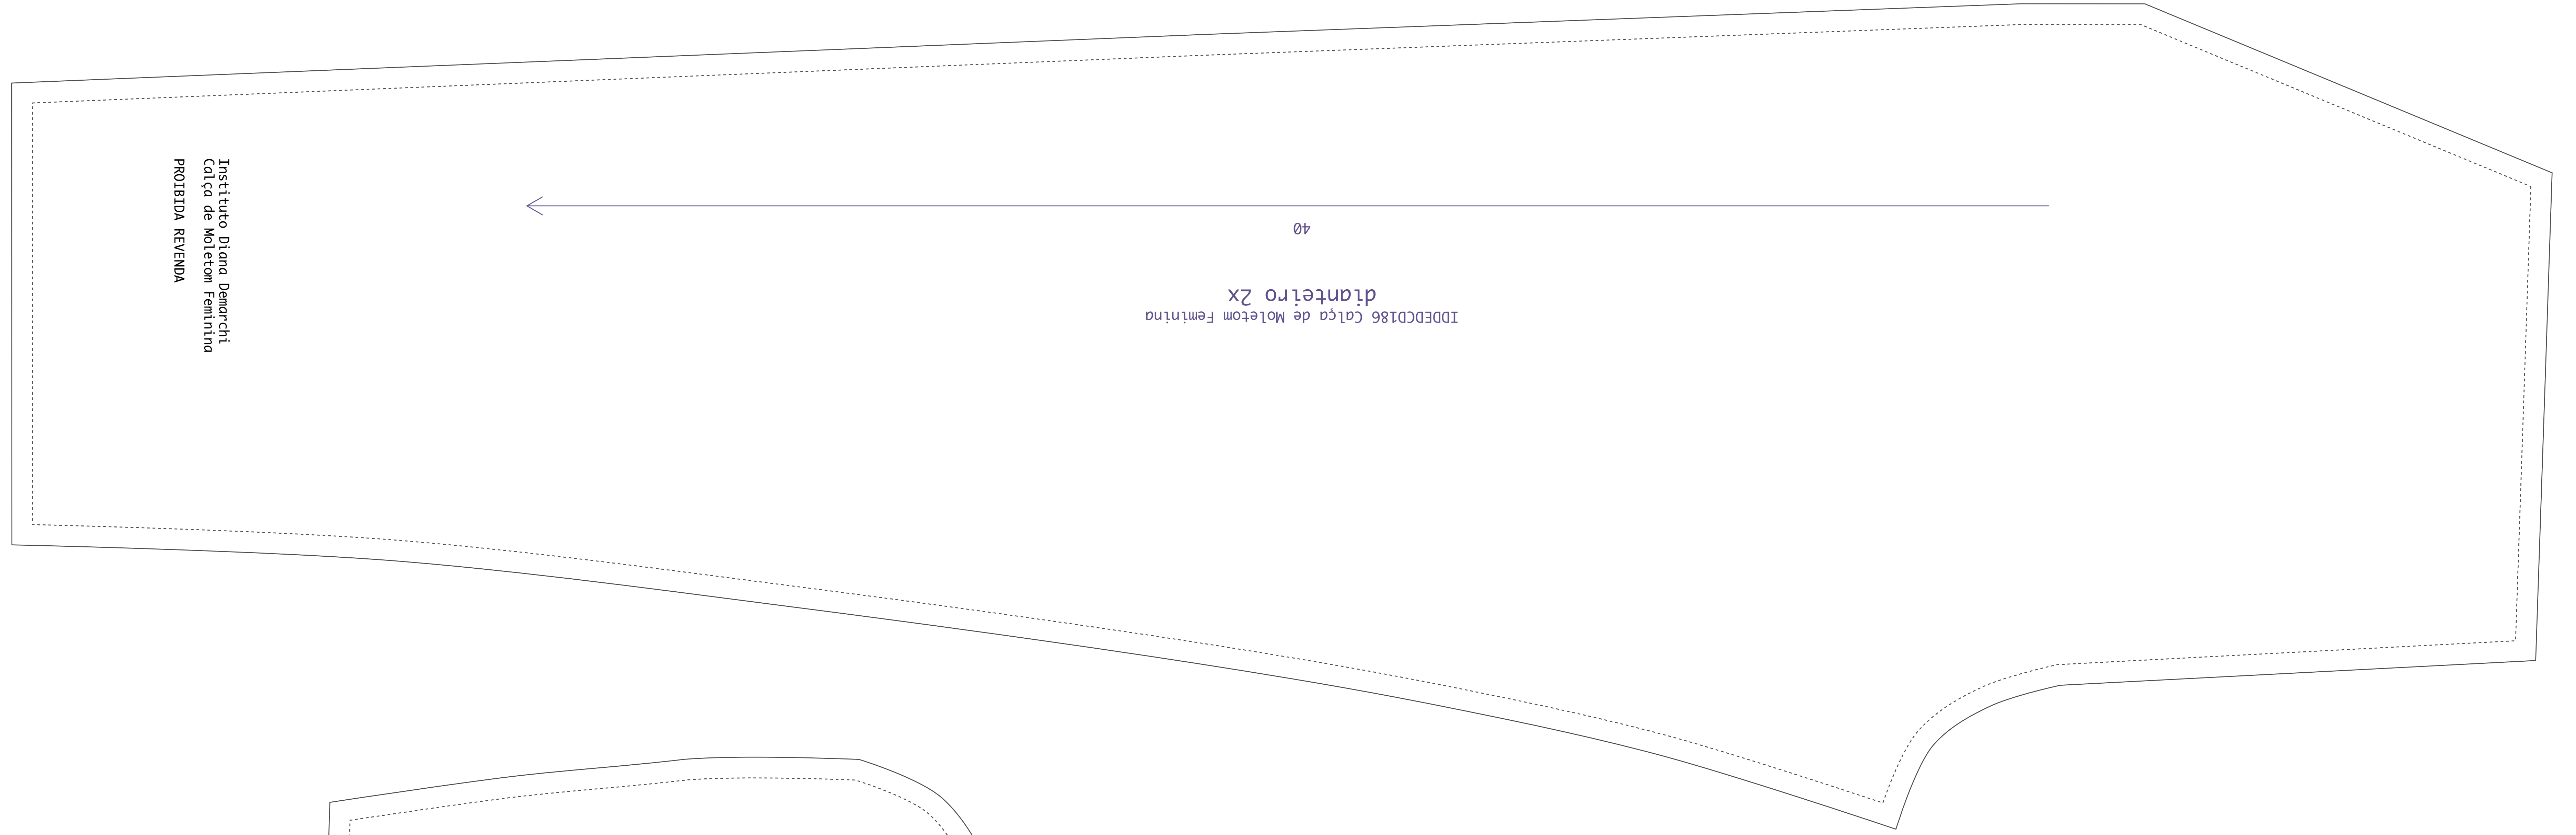 Instituto Diana Demarchi
Calça de Moletom Feminina
PROIBIDA REVENDA
40
dianteiro 2x
IDDEDCD186 Calça de Moletom Feminina